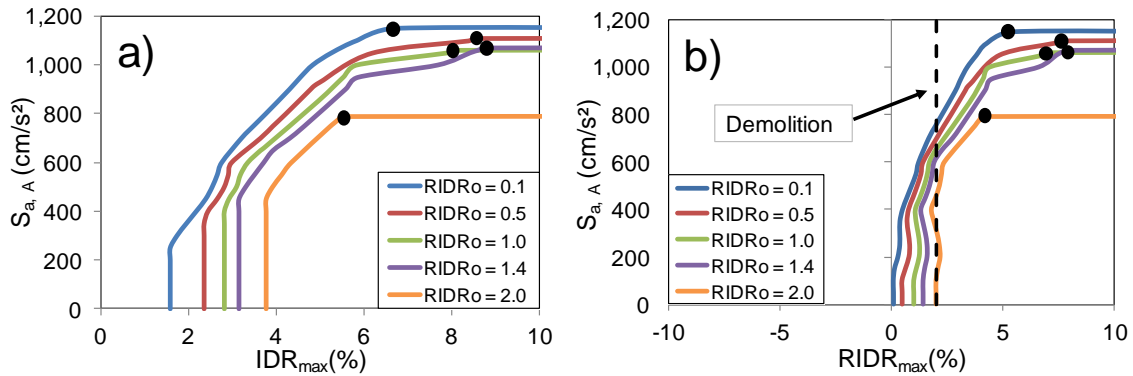 a)
1,200
1,000
800
600
400
200
0
S a, A (cm/s²)
0 2 4 6 8 10
IDRmax(%)
RIDRo = 0.1
RIDRo = 0.5
RIDRo = 1.0
RIDRo = 1.4
RIDRo = 2.0
b)
1,200
1,000
800
600
400
200
0
S a, A (cm/s²)
Demolition
RIDRo = 0.1
RIDRo = 0.5
RIDRo = 1.0
RIDRo = 1.4
RIDRo = 2.0
-10 -5 0 5 10
RIDRmax(%)